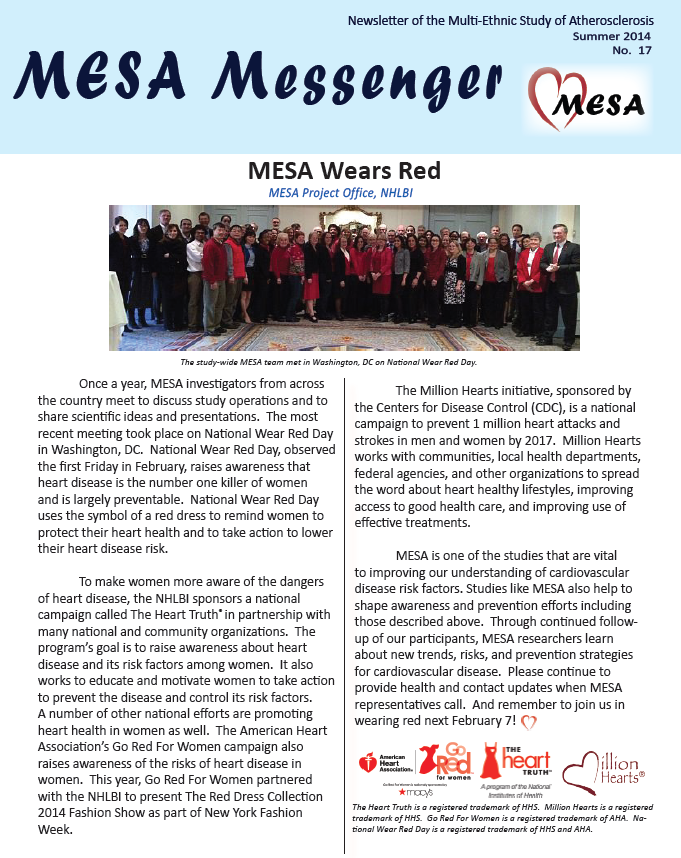 Newsletter of the Multi-Ethnic Study of Atherosclerosis
Summer 2014
No. 17
MESA Messenger
MESA
MESA Wears Red
MESA Project Office, NHLBI
The study-wide MESA team met in Washington, DC on National Wear Red Day.
Once a year, MESA investigators from across
the country meet to discuss study operations and to
share scientific ideas and presentations. The most
recent meeting took place on National Wear Red Day
in Washington, DC. National Wear Red Day, observed
the first Friday in February, raises awareness that
heart disease is the number one killer of women
and is largely preventable. National Wear Red Day
uses the symbol of a red dress to remind women to
protect their heart health and to take action to lower
their heart disease risk.
To make women more aware of the dangers
of heart disease, the NHLBI sponsors a national
campaign called The Heart Truth® in partnership with
many national and community organizations. The
program's goal is to raise awareness about heart
disease and its risk factors among women. It also
works to educate and motivate women to take action
to prevent the disease and control its risk factors.
A number of other national efforts are promoting
heart health in women as well. The American Heart
Association's Go Red For Women campaign also
raises awareness of the risks of heart disease in
women. This year, Go Red For Women partnered
with the NHLBI to present The Red Dress Collection
2014 Fashion Show as part of New York Fashion
Week.
The Million Hearts initiative, sponsored by
the Centers for Disease Control (CDC), is a national
campaign to prevent 1 million heart attacks and
strokes in men and women by 2017. Million Hearts
works with communities, local health departments,
federal agencies, and other organizations to spread
the word about heart healthy lifestyles, improving
access to good health care, and improving use of
effective treatments.
MESA is one of the studies that are vital
to improving our understanding of cardiovascular
disease risk factors. Studies like MESA also help to
shape awareness and prevention efforts including
those described above. Through continued follow-
up of our participants, MESA researchers learn
about new trends, risks, and prevention strategies
for cardiovascular disease. Please continue to
provide health and contact updates when MESA
representatives call. And remember to join us in
wearing red next February 7!
American
Heart
Association®
Go
Red
for women
macy's
THE
heart
TRUTH™
A program of the National
Institutes of Health
Million
Hearts®
The Heart Truth is a registered trademark of HHS. Million Hearts is a registered
trademark of HHS. Go Red For Women is a registered trademark of AHA. Na-
tional Wear Red Day is a registered trademark of HHS and AHA.